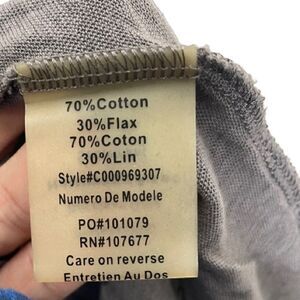 70%Cotton
30%Flax
70%Coton
30%Lin
Style#C000969307
Numero De Modele
PO#101079
RN#107677
Care on reverse
Entretien Au Dos